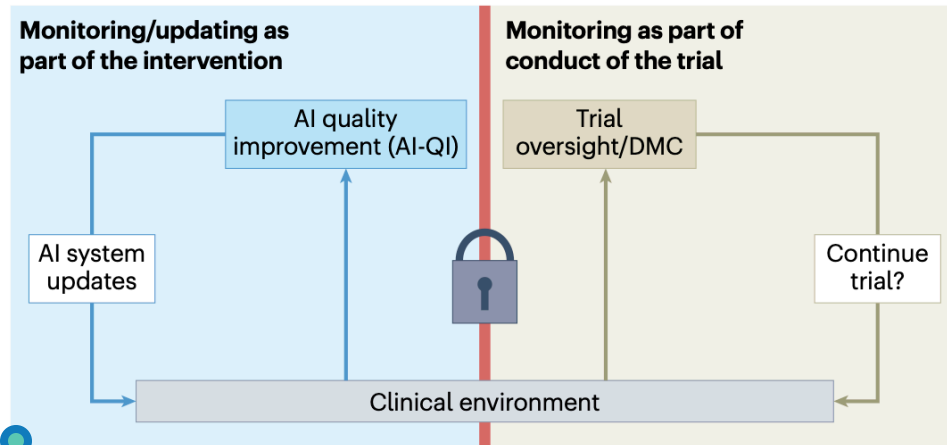 Monitoring/updating as
part of the intervention
Monitoring as part of
conduct of the trial
AI quality
improvement (AI-QI)
Trial
oversight/DMC
AI system
updates
Continue
trial?
Clinical environment